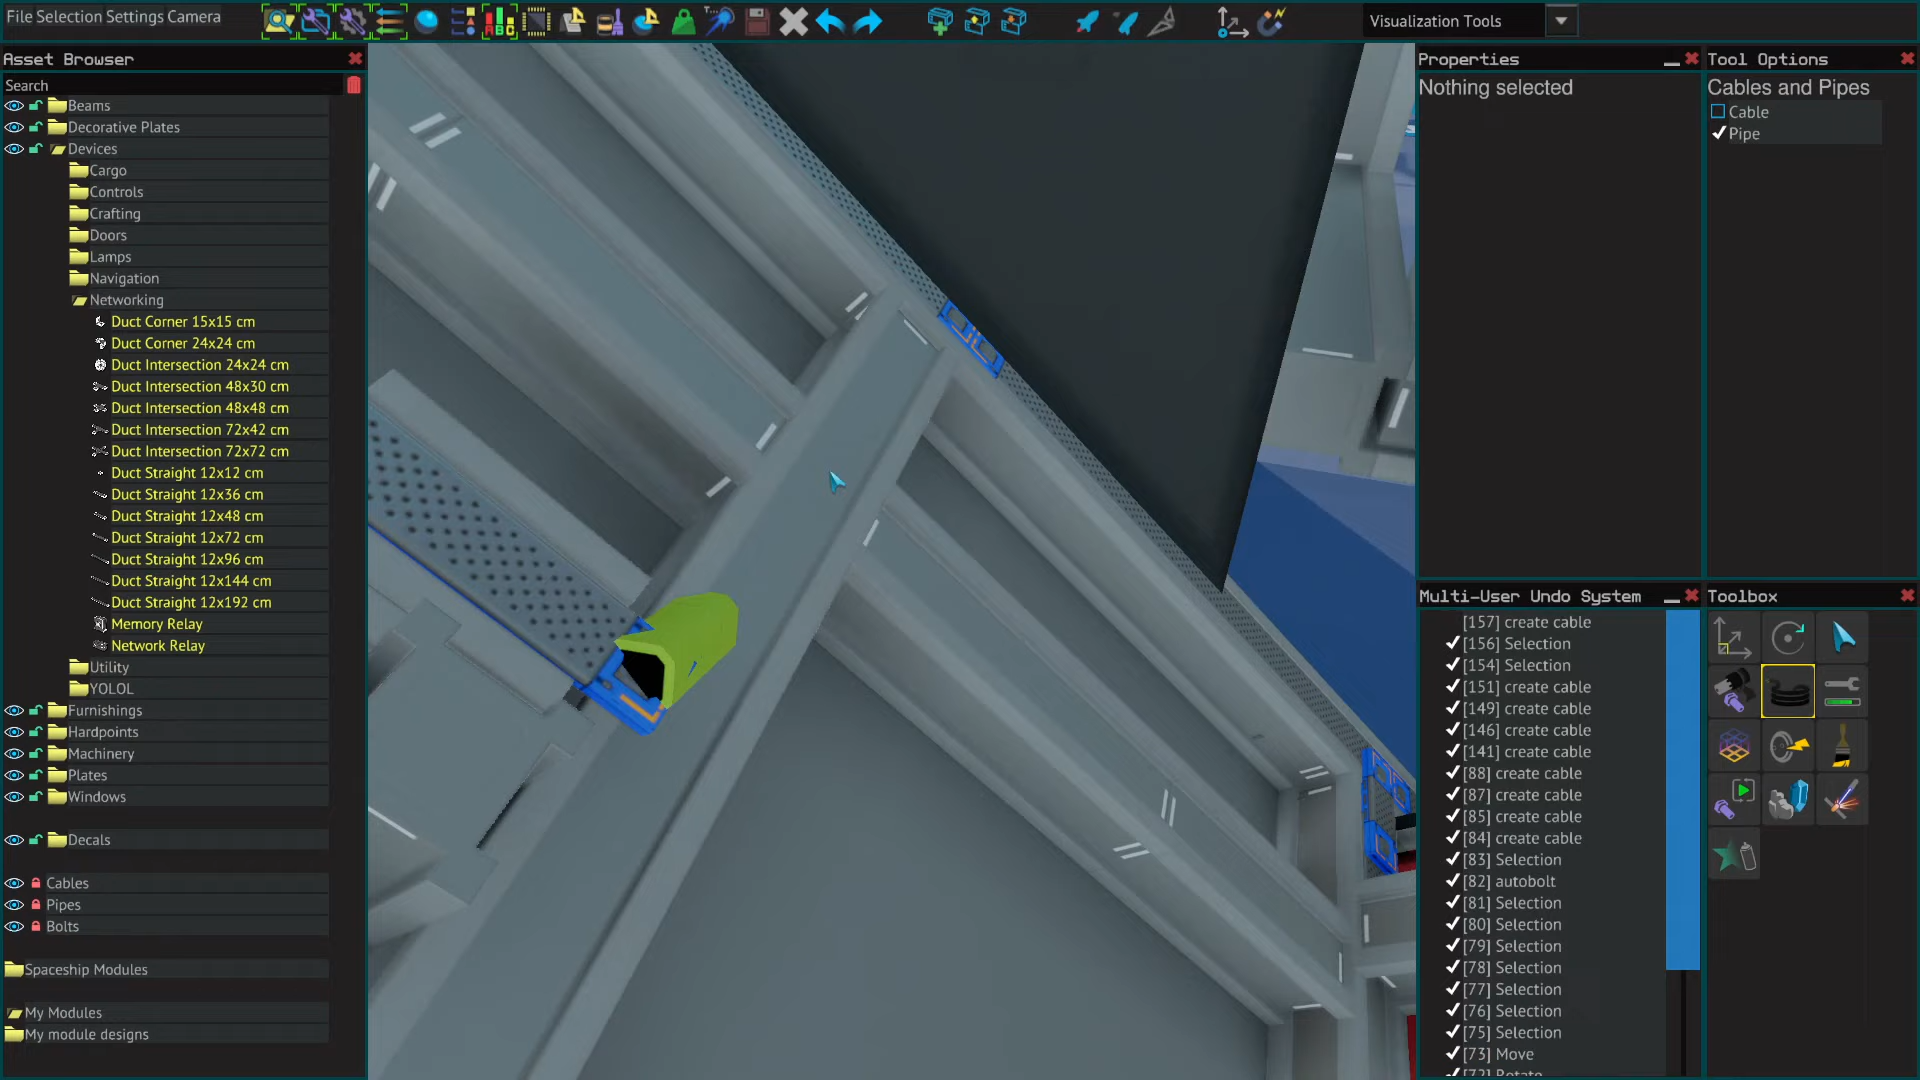 File Selection Settings Camera
ABC
Visualization Tools
Asset Browser
Search
Beams
Decorative Plates
Devices
Cargo
Controls
Crafting
Doors
Lamps
Navigation
Networking
Duct Corner 15x15 cm
Duct Corner 24x24 cm
Duct Intersection 24x24 cm
Duct Intersection 48x30 cm
Duct Intersection 48x48 cm
Duct Intersection 72x42 cm
Duct Intersection 72x72 cm
Duct Straight 12x12 cm
Duct Straight 12x36 cm
Duct Straight 12x48 cm
Duct Straight 12x72 cm
Duct Straight 12x96 cm
Duct Straight 12x144 cm
Duct Straight 12x192 cm
Memory Relay
Network Relay
Utility
YOLOL
Furnishings
Hardpoints
Machinery
Plates
Windows
Decals
Cables
Pipes
Bolts
Spaceship Modules
My Modules
My module designs
Properties
Nothing selected
Tool Options
Cables and Pipes
Cable
Pipe
Multi-User Undo System
[157] create cable
[156] Selection
[154] Selection
[151] create cable
[149] create cable
[146] create cable
[141] create cable
[88] create cable
[87] create cable
[85] create cable
[84] create cable
[83] Selection
[82] autobolt
[81] Selection
[80] Selection
[79] Selection
[78] Selection
[77] Selection
[76] Selection
[75] Selection
[73] Move
[72] Rotate
Toolbox